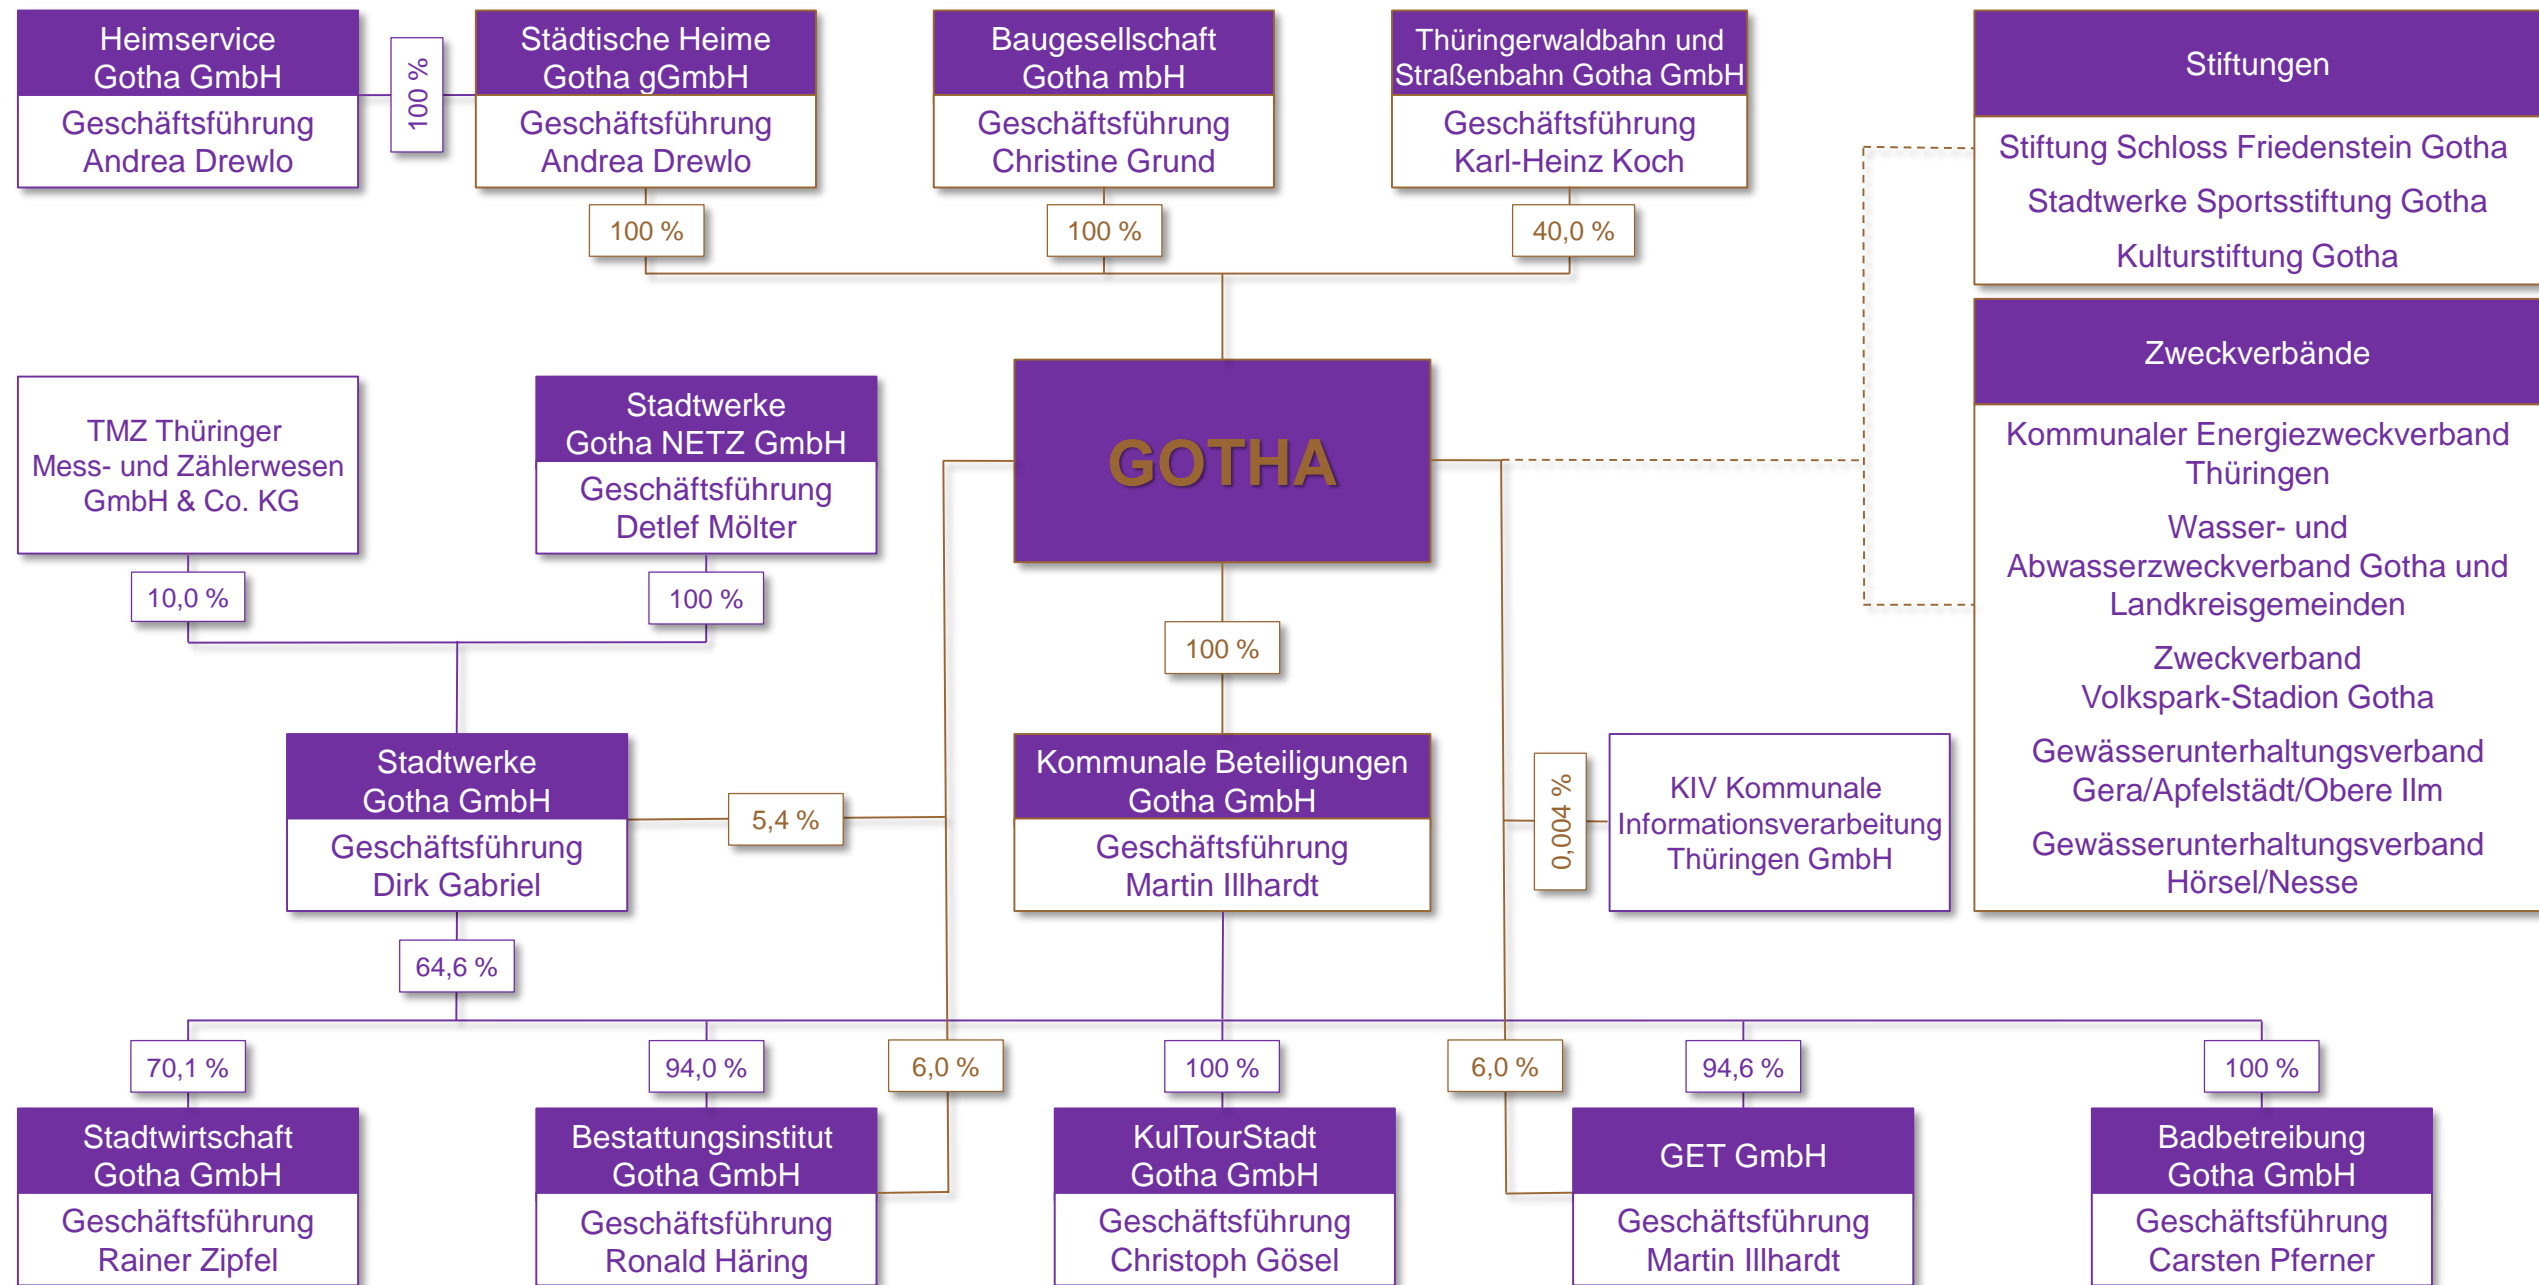 Heimservice
Gotha GmbH
Geschäftsführung
Andrea Drewlo
100 %
Städtische Heime
Gotha gGmbH
Geschäftsführung
Andrea Drewlo
100 %
Baugesellschaft
Gotha mbH
Geschäftsführung
Christine Grund
100 %
Thüringerwaldbahn und
Straßenbahn Gotha GmbH
Geschäftsführung
Karl-Heinz Koch
40,0 %
Stiftungen
Stiftung Schloss Friedenstein Gotha
Stadtwerke Sportsstiftung Gotha
Kulturstiftung Gotha
Zweckverbände
Kommunaler Energiezweckverband
Thüringen
Wasser- und
Abwasserzweckverband Gotha und
Landkreisgemeinden
Zweckverband
Volkspark-Stadion Gotha
Gewässerunterhaltungsverband
Gera/Apfelstädt/Obere Ilm
Gewässerunterhaltungsverband
Hörsel/Nesse
TMZ Thüringer
Mess- und Zählerwesen
GmbH & Co. KG
10,0 %
Stadtwerke
Gotha NETZ GmbH
Geschäftsführung
Detlef Mölter
100 %
GOTHA
100 %
Stadtwerke
Gotha GmbH
Geschäftsführung
Dirk Gabriel
5,4 %
64,6 %
Kommunale Beteiligungen
Gotha GmbH
Geschäftsführung
Martin Illhardt
0,004 %
KIV Kommunale
Informationsverarbeitung
Thüringen GmbH
70,1 %
94,0 %
6,0 %
100 %
6,0 %
94,6 %
100 %
Stadtwirtschaft
Gotha GmbH
Geschäftsführung
Rainer Zipfel
Bestattungsinstitut
Gotha GmbH
Geschäftsführung
Ronald Häring
KulTourStadt
Gotha GmbH
Geschäftsführung
Christoph Gösel
GET GmbH
Geschäftsführung
Martin Illhardt
Badbetreibung
Gotha GmbH
Geschäftsführung
Carsten Pferner